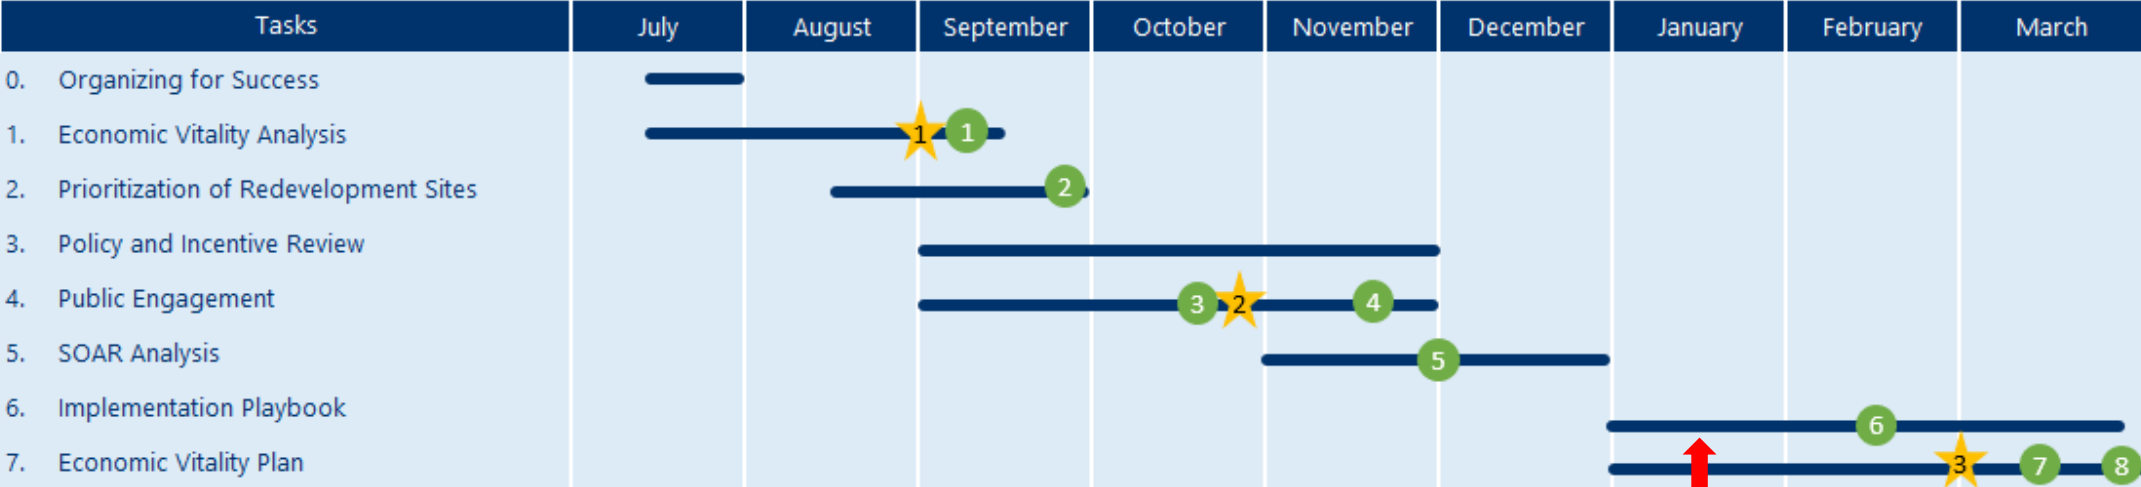 Tasks July August September October November December January February March
0. Organizing for Success
1. Economic Vitality Analysis 1 1
2. Prioritization of Redevelopment Sites 2
3. Policy and Incentive Review
4. Public Engagement 3 2 4
5. SOAR Analysis 5
6. Implementation Playbook 6
7. Economic Vitality Plan 3 7 8